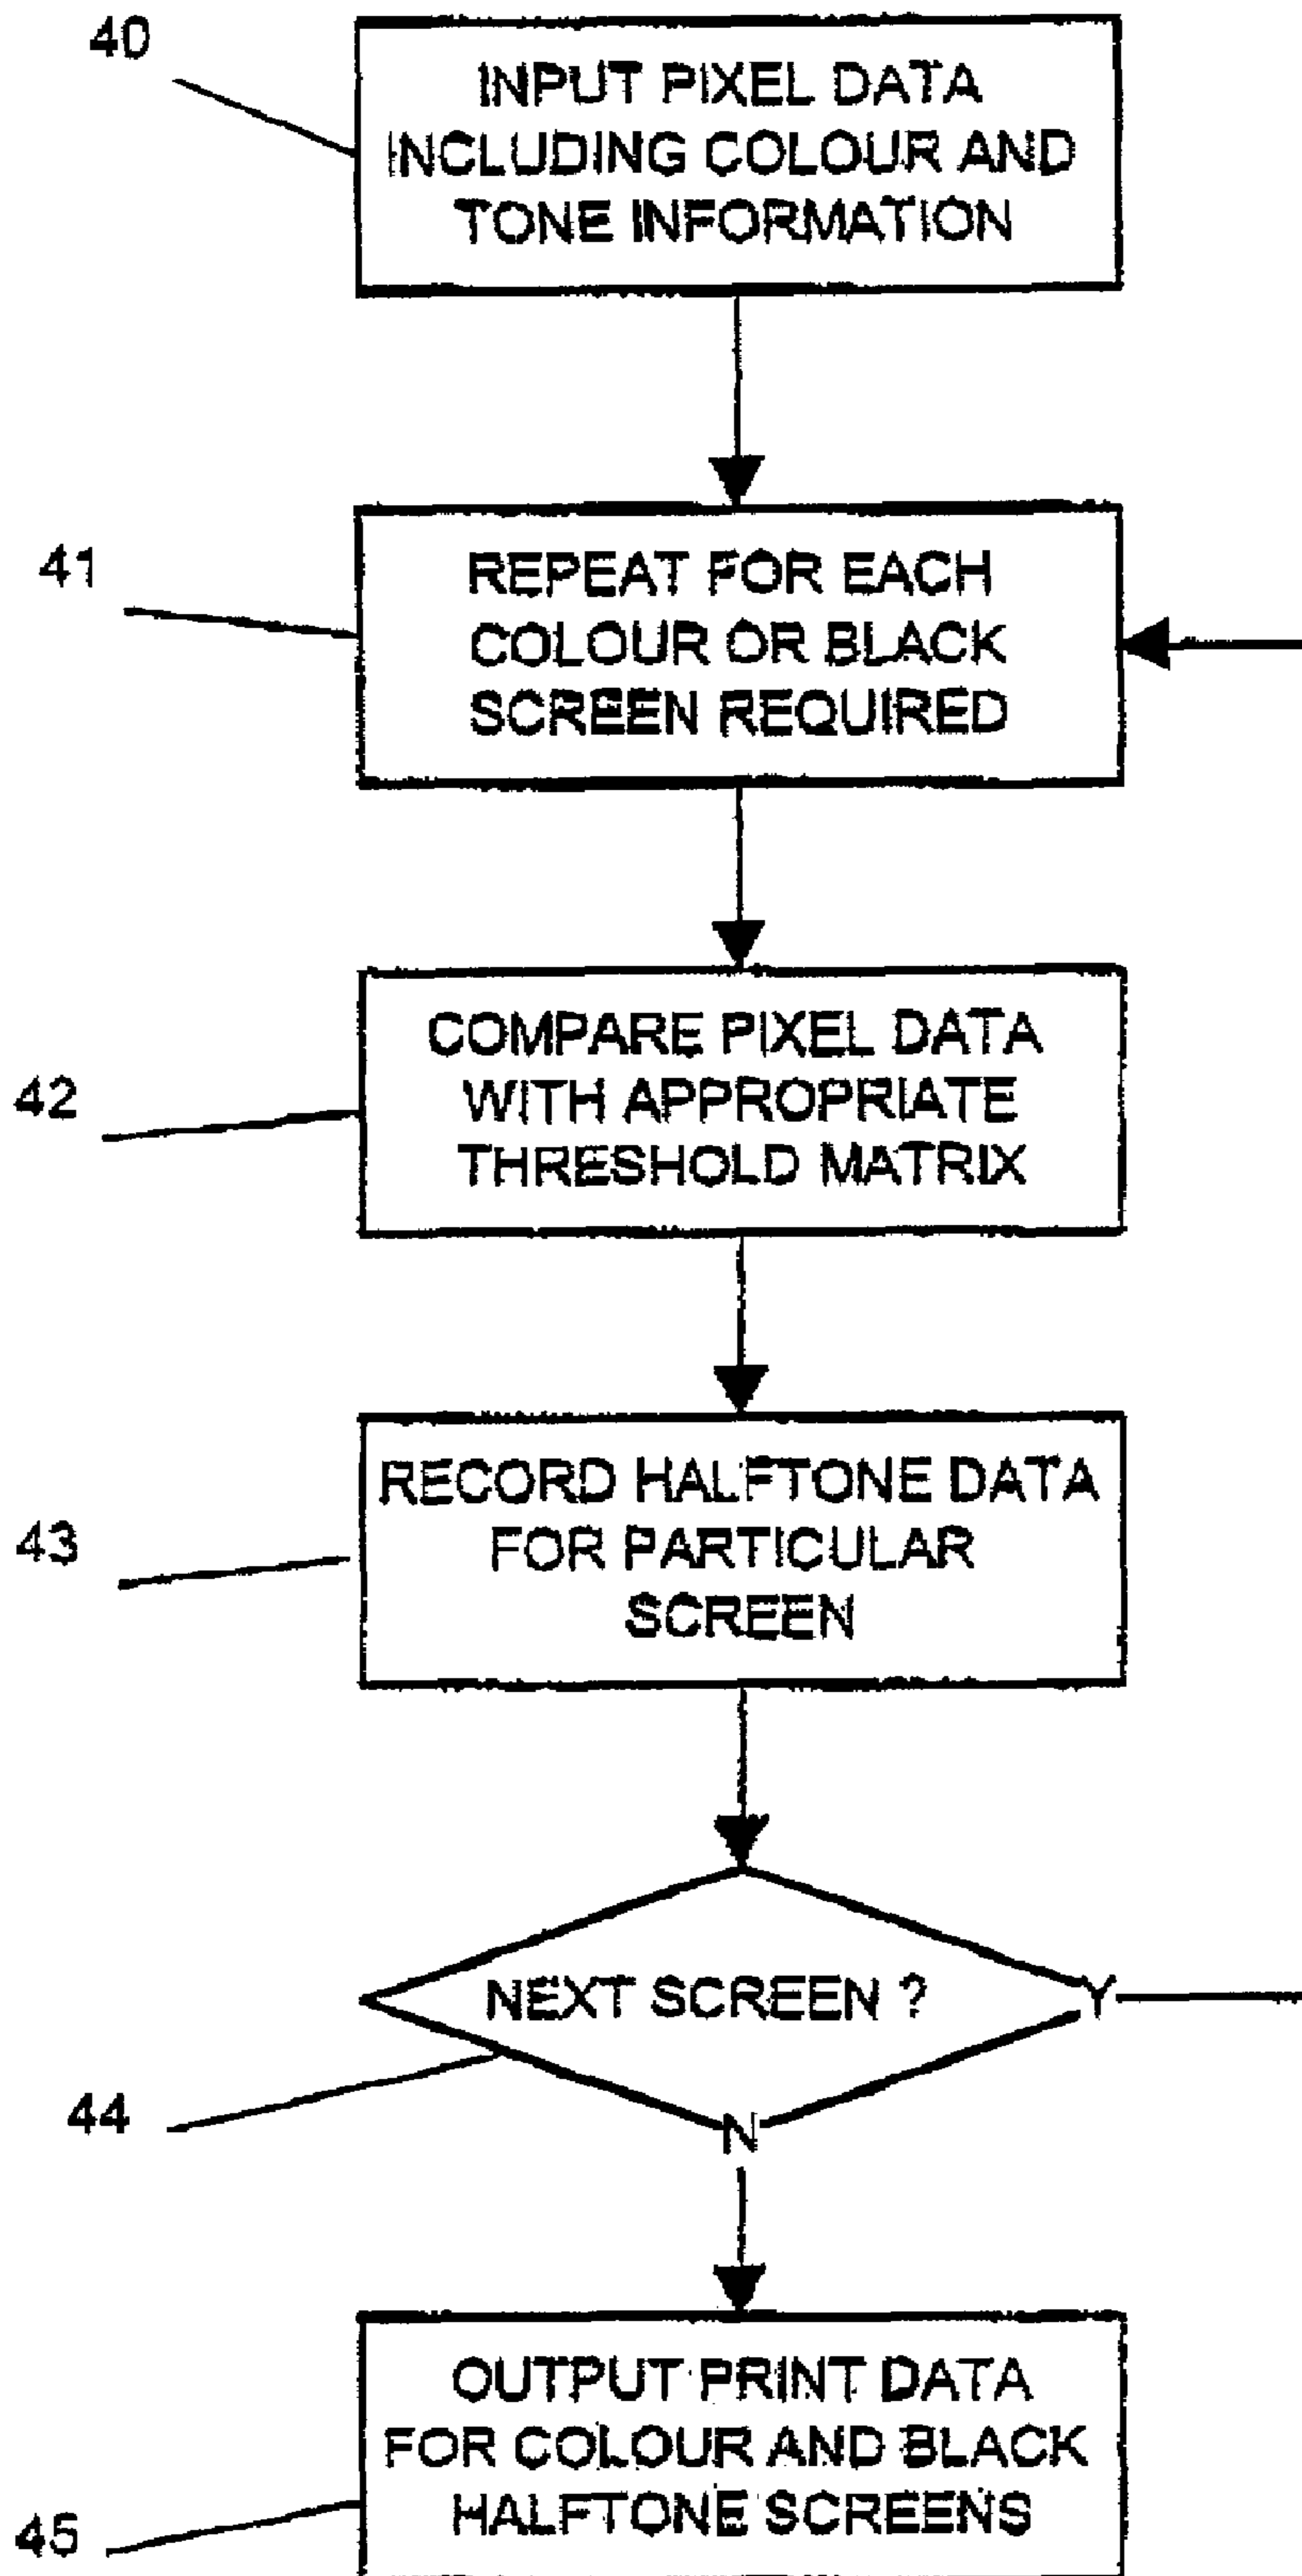 40
INPUT PIXEL DATA
INCLUDING COLOUR AND
TONE INFORMATION
41
REPEAT FOR EACH
COLOUR OR BLACK
SCREEN REQUIRED
42
COMPARE PIXEL DATA
WITH APPROPRIATE
THRESHOLD MATRIX
43
RECORD HALFTONE DATA
FOR PARTICULAR
SCREEN
NEXT SCREEN ?
Y
44
N
OUTPUT PRINT DATA
FOR COLOUR AND BLACK
HALFTONE SCREENS
45